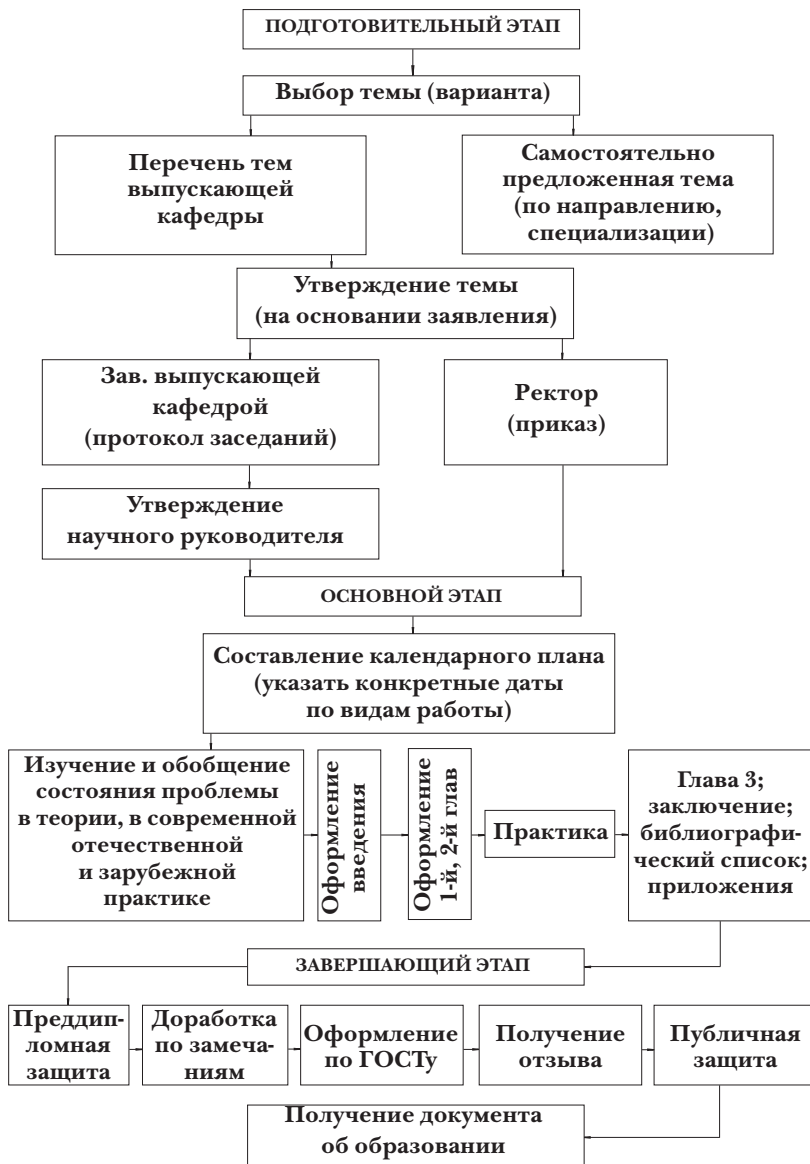 ПОДГОТОВИТЕЛЬНЫЙ ЭТАП
Выбор темы (варианта)
Перечень тем
выпускающей
кафедры
Самостоятельно
предложенная тема
(по направлению,
специализации)
Утверждение темы
(на основании заявления)
Зав. выпускающей
кафедрой
(протокол заседаний)
Ректор
(приказ)
Утверждение
научного руководителя
ОСНОВНОЙ ЭТАП
Составление календарного плана
(указать конкретные даты
по видам работы)
Изучение и обобщение
состояния проблемы
в теории, в современной
отечественной
и зарубежной
практике
Оформление
введения
Оформление
1-й, 2-й глав
Практика
Глава 3;
заключение;
библиографи-
ческий список;
приложения
ЗАВЕРШАЮЩИЙ ЭТАП
Преддип-
ломная
защита
Доработка
по замеча-
ниям
Оформление
по ГОСТу
Получение
отзыва
Публичная
защита
Получение документа
об образовании